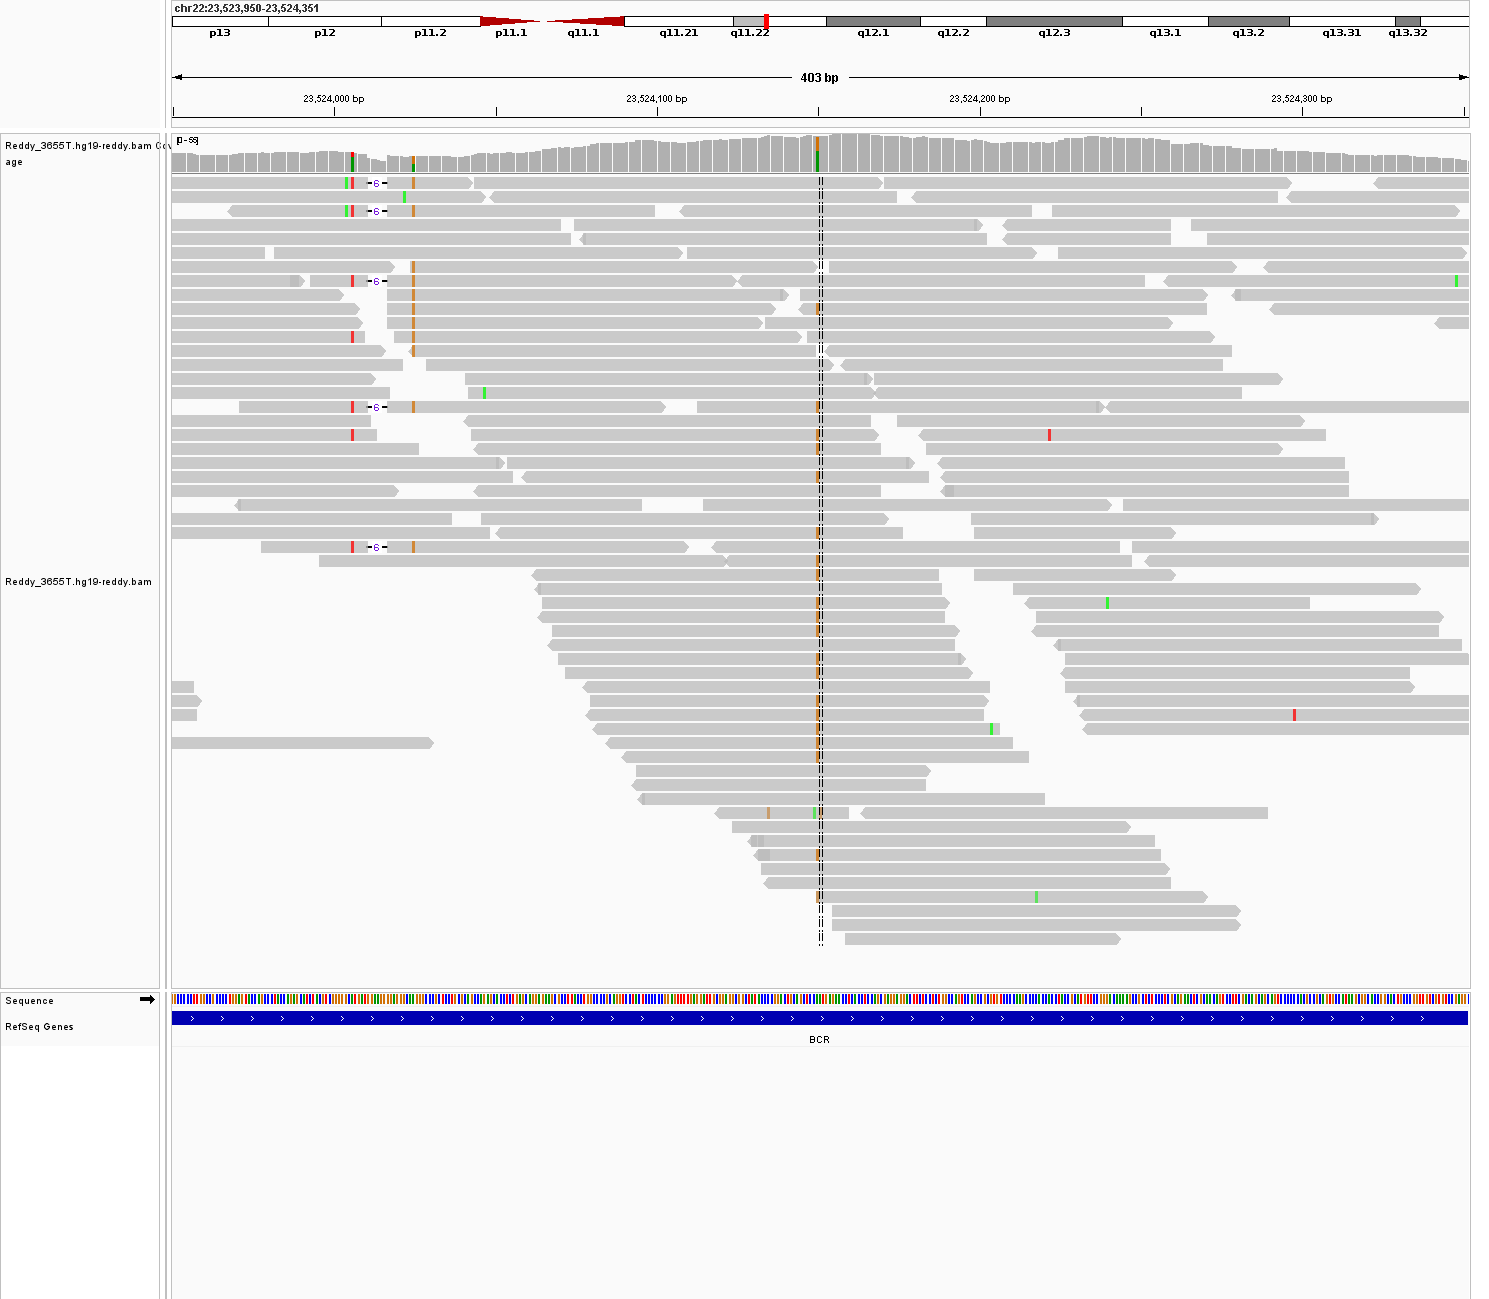 chr22:23,523,950-23,524,351
p13 p12 p11.2 p11.1 q11.1 q11.21 q11.22 q12.1 q12.2 q12.3 q13.1 q13.2 q13.31 q13.32
403 bp
23,524,000 bp 23,524,100 bp 23,524,200 bp 23,524,300 bp
Reddy_3655T.hg19-reddy.bam Cov
age
6
6
6
6
6
Reddy_3655T.hg19-reddy.bam
Sequence
RefSeq Genes
BCR